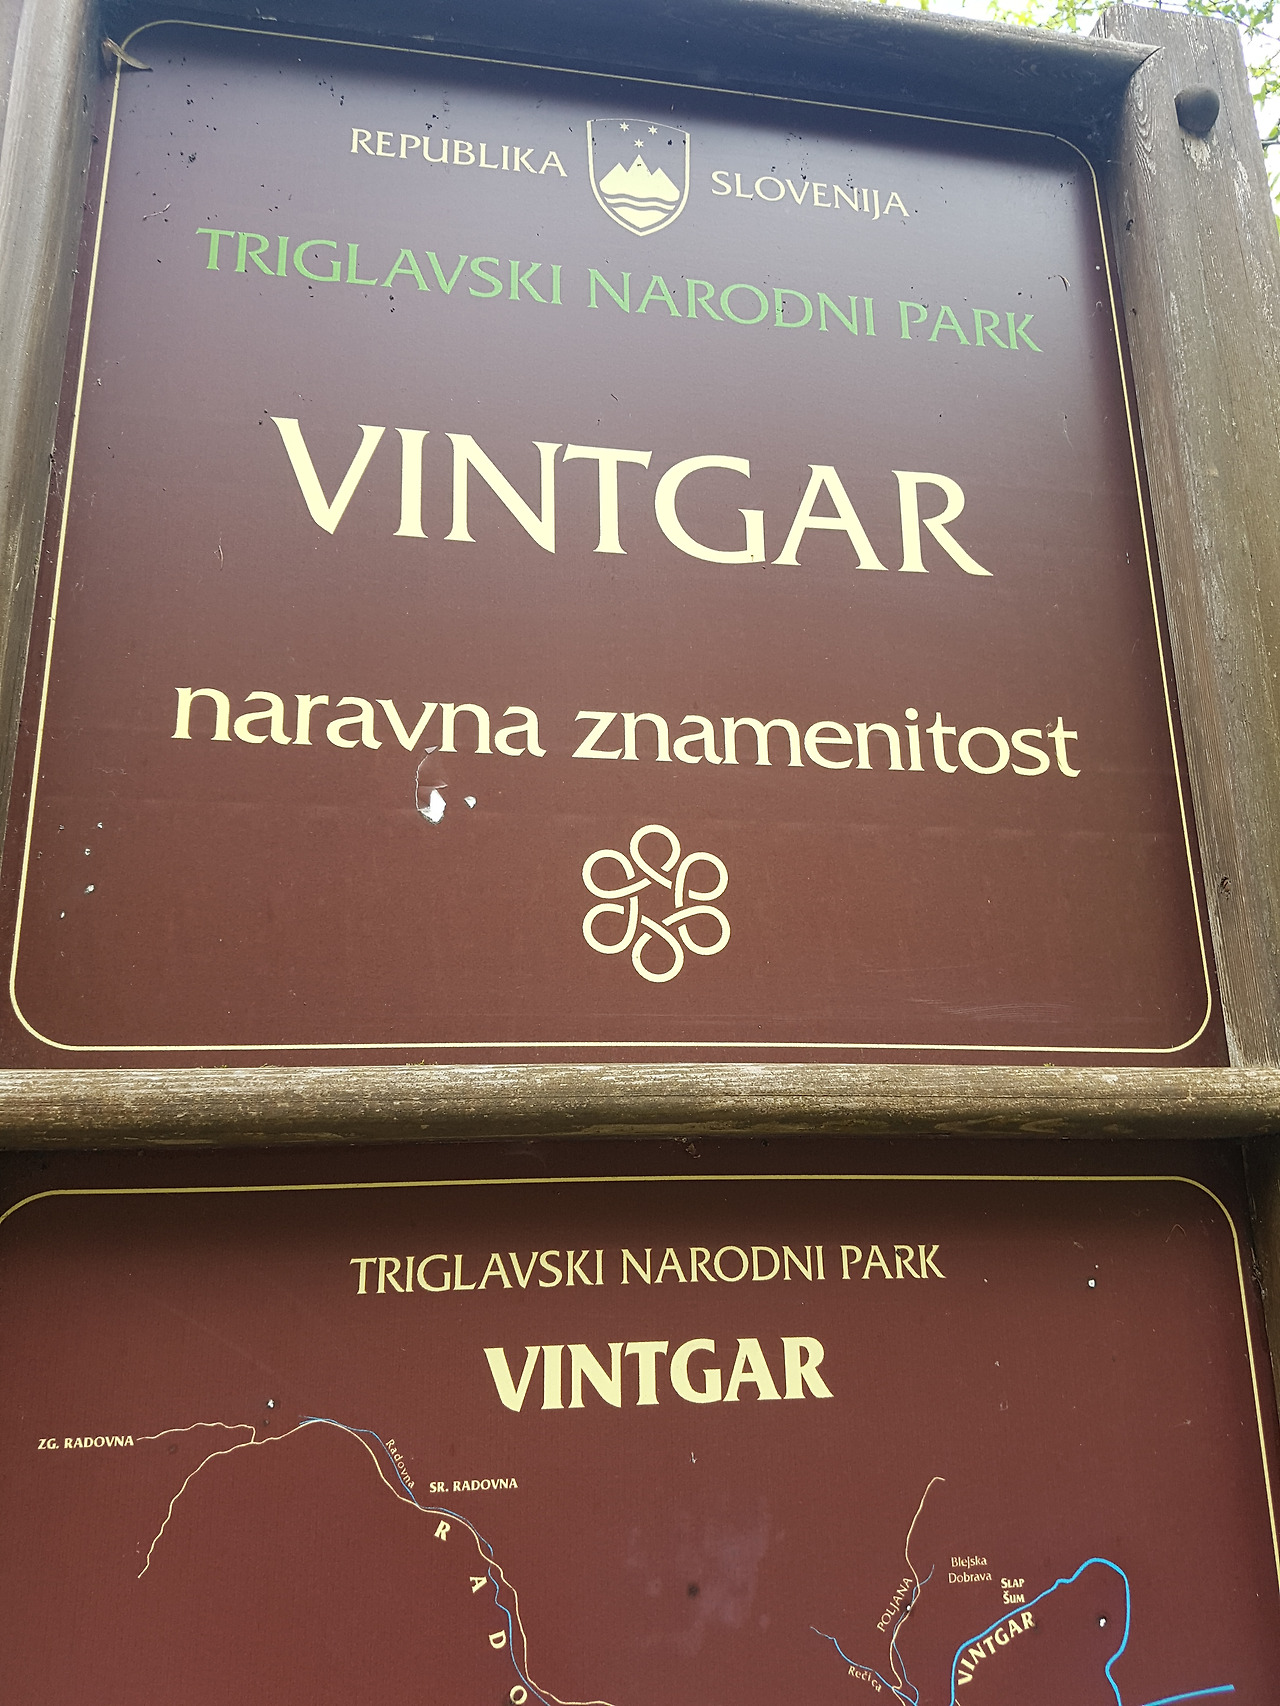 REPUBLIKA SLOVENIJA
TRIGLAVSKI NARODNI PARK
VINTGAR
naravna znamenitost
TRIGLAVSKI NARODNI PARK
VINTGAR
ZG. RADOVNA
Radovna
SR. RADOVNA
R A D O
Blejska
Dobrava
SLAP
ŠUM
POLJANA
VINTGAR
Rečica